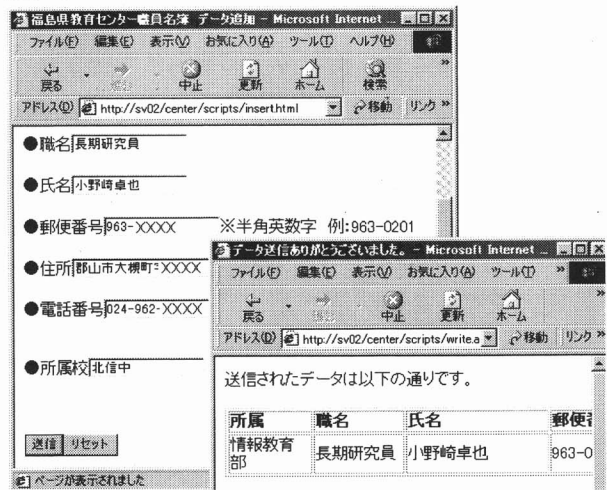 福島県教育センター職員名簿 データ追加 - Microsoft Internet ...
ファイル(F) 編集(E) 表示(V) お気に入り(A) ツール(T) ヘルプ(H)
戻る 中止 更新 ホーム 検索 »
アドレス(D) http://sv02/center/scripts/insert.html 移動 リンク »
●職名 長期研究員
●氏名 小野崎卓也
●郵便番号 963-XXXX ※半角英数字 例:963-0201
●住所 郡山市大槻町 XXXX
●電話番号 024-962-XXXX
●所属校 北信中
送信 リセット
ページが表示されました
データ送信ありがとうございました。 - Microsoft Internet ...
ファイル(F) 編集(E) 表示(V) お気に入り(A) ツール(T) »
戻る 中止 更新 ホーム »
アドレス(D) http://sv02/center/scripts/write.a 移動 リンク »
送信されたデータは以下の通りです。
所属 職名 氏名 郵便
情報教育部 長期研究員 小野崎卓也 963-0